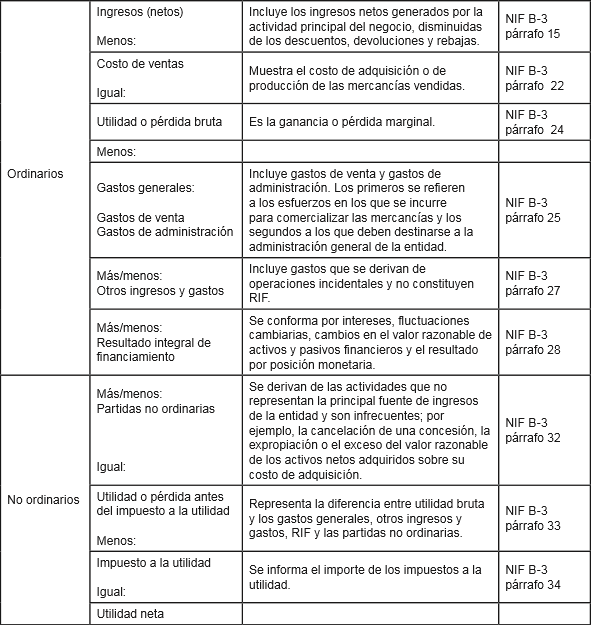 Ordinarios
Ingresos (netos)
Menos:
Incluye los ingresos netos generados por la
actividad principal del negocio, disminuidas
de los descuentos, devoluciones y rebajas.
NIF B-3
párrafo 15
Costo de ventas
Igual:
Muestra el costo de adquisición o de
producción de las mercancías vendidas.
NIF B-3
párrafo 22
Utilidad o pérdida bruta
Es la ganancia o pérdida marginal.
NIF B-3
párrafo 24
Menos:
Gastos generales:
Gastos de venta
Gastos de administración
Incluye gastos de venta y gastos de
administración. Los primeros se refieren
a los esfuerzos en los que se incurre
para comercializar las mercancías y los
segundos a los que deben destinarse a la
administración general de la entidad.
NIF B-3
párrafo 25
Más/menos:
Otros ingresos y gastos
Incluye gastos que se derivan de
operaciones incidentales y no constituyen
RIF.
NIF B-3
párrafo 27
Más/menos:
Resultado integral de
financiamiento
Se conforma por intereses, fluctuaciones
cambiarias, cambios en el valor razonable de
activos y pasivos financieros y el resultado
por posición monetaria.
NIF B-3
párrafo 28
No ordinarios
Más/menos:
Partidas no ordinarias
Igual:
Se derivan de las actividades que no
representan la principal fuente de ingresos
de la entidad y son infrecuentes; por
ejemplo, la cancelación de una concesión, la
expropiación o el exceso del valor razonable
de los activos netos adquiridos sobre su
costo de adquisición.
NIF B-3
párrafo 32
Utilidad o pérdida antes
del impuesto a la utilidad
Menos:
Representa la diferencia entre utilidad bruta
y los gastos generales, otros ingresos y
gastos, RIF y las partidas no ordinarias.
NIF B-3
párrafo 33
Impuesto a la utilidad
Igual:
Se informa el importe de los impuestos a la
utilidad.
NIF B-3
párrafo 34
Utilidad neta